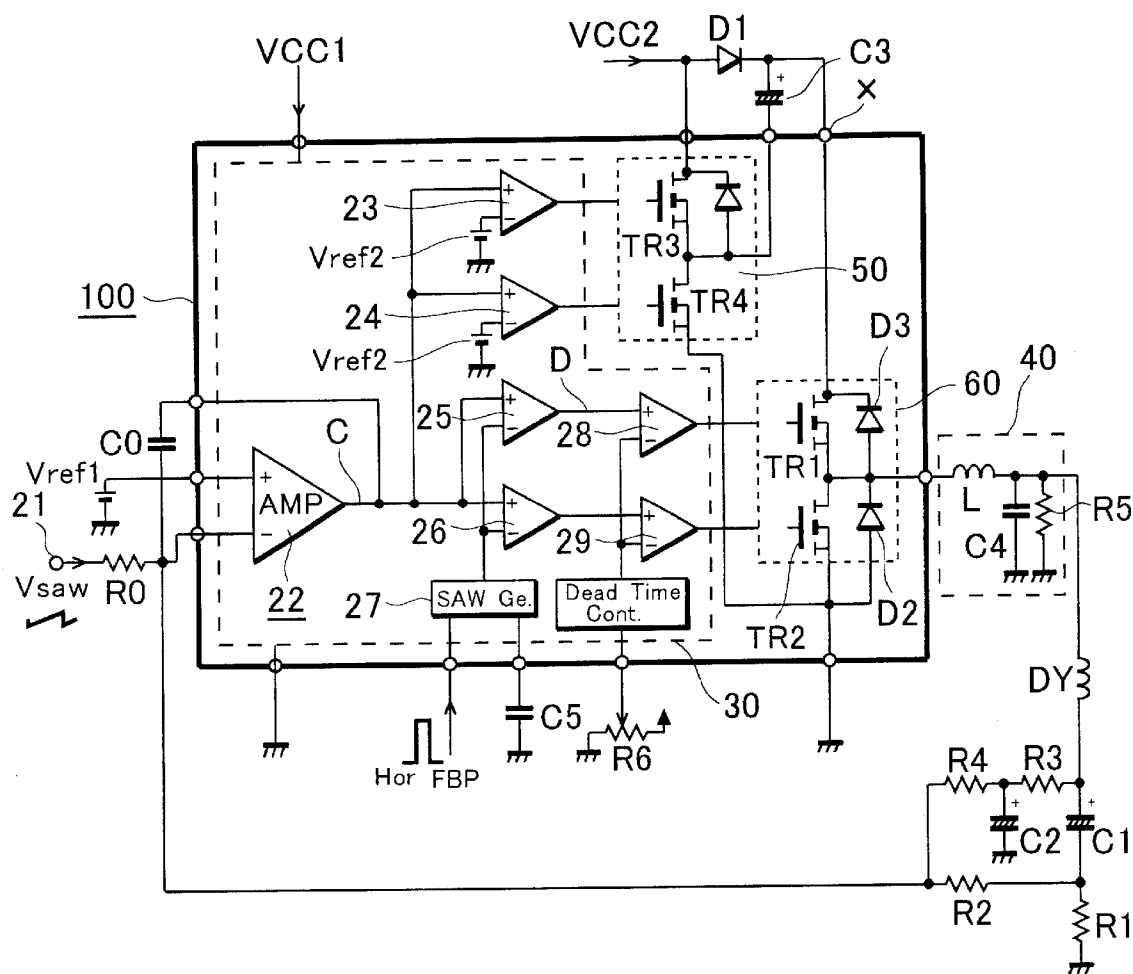 VCC1
VCC2
D1
C3
+
X
23
+
−
Vref2
TR3
50
100
24
+
−
Vref2
TR4
D3
60
40
D
25
+
−
28
+
−
C0
C
TR1
Vref1
+
AMP
−
22
26
+
−
29
+
−
L
C4
R5
21
Vsaw
R0
27
SAW Ge.
Dead Time
Cont.
TR2
D2
DY
30
C5
R6
Hor FBP
R4
R3
+
C2
+
C1
R2
R1